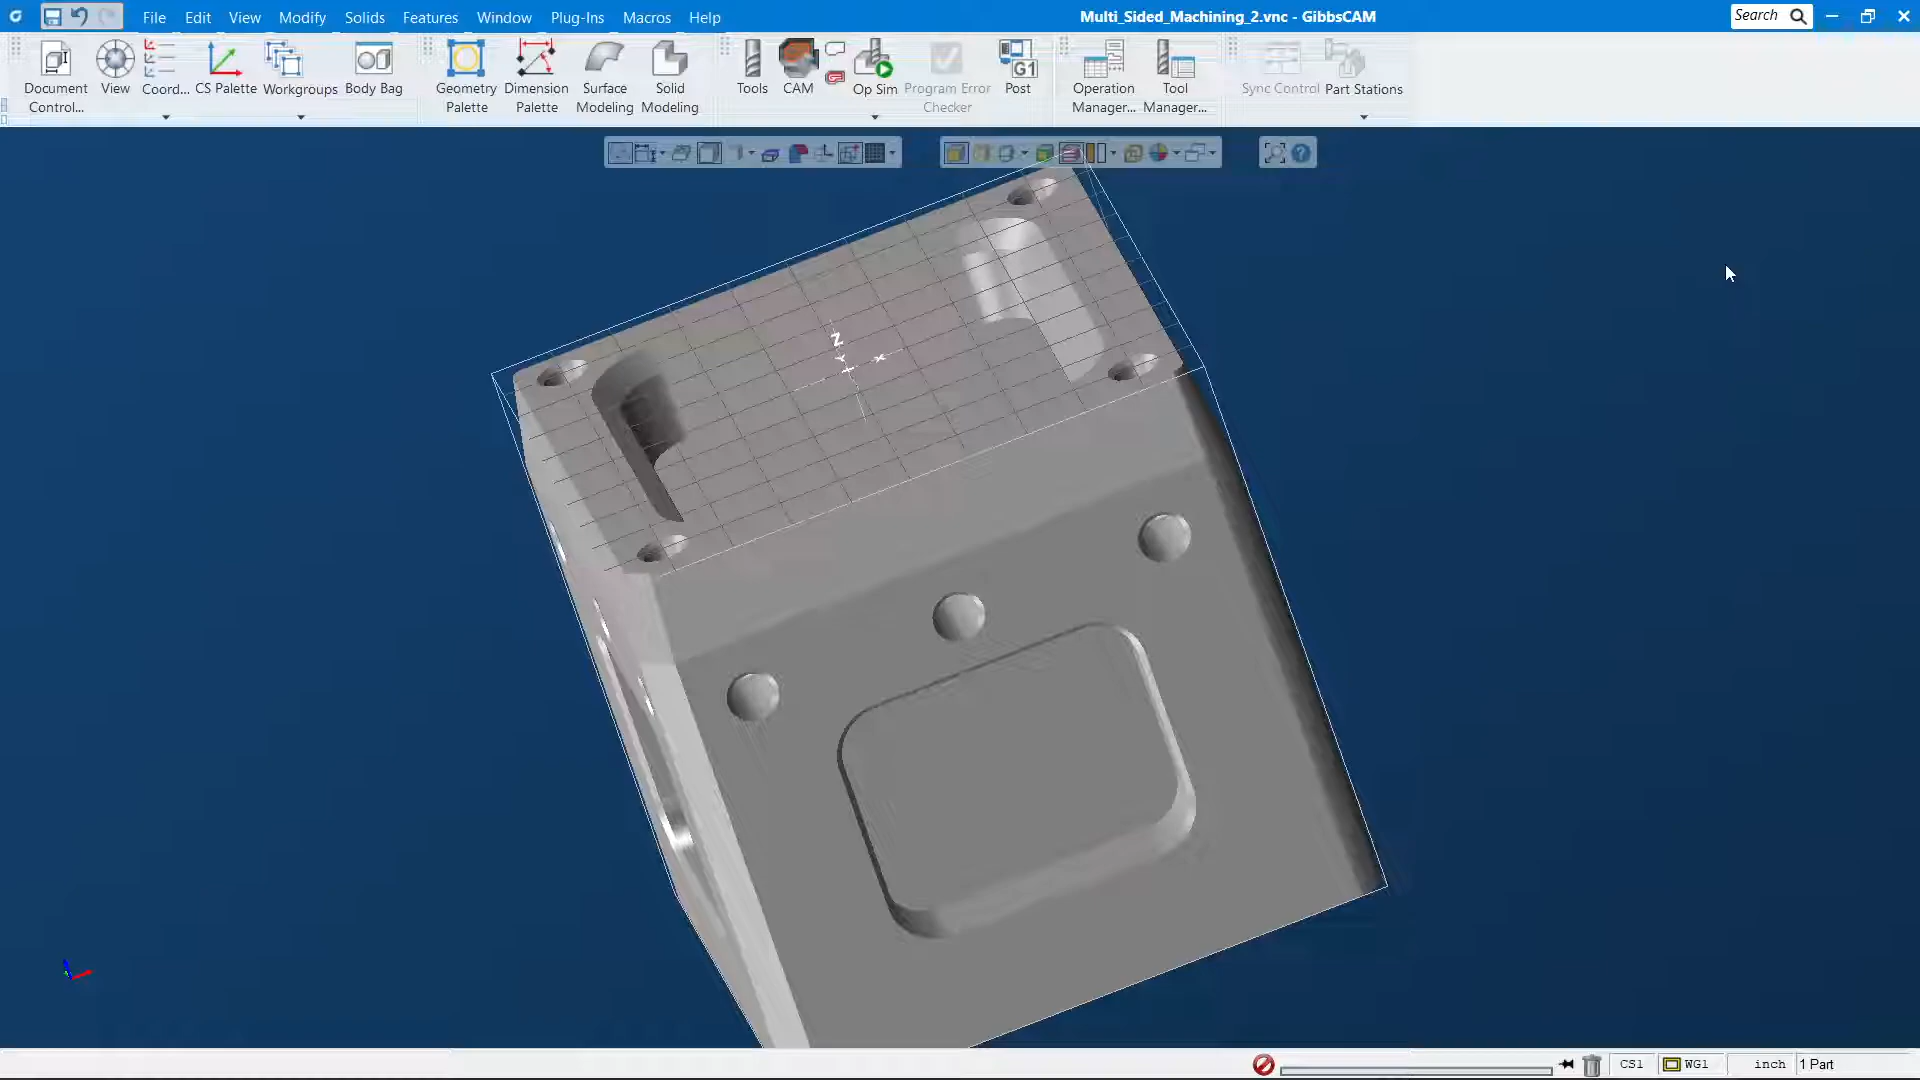 File Edit View Modify Solids Features Window Plug-Ins Macros Help
Multi_Sided_Machining_2.vnc - GibbsCAM
Search
Document Control...
View
Coord...
CS Palette
Workgroups
Body Bag
Geometry Palette
Dimension Palette
Surface Modeling
Solid Modeling
Tools
CAM
Op Sim
Program Error Checker
G1
Post
Operation Manager...
Tool Manager...
Sync Control
Part Stations
Z
Y X
CS1
WG1
inch
1 Part